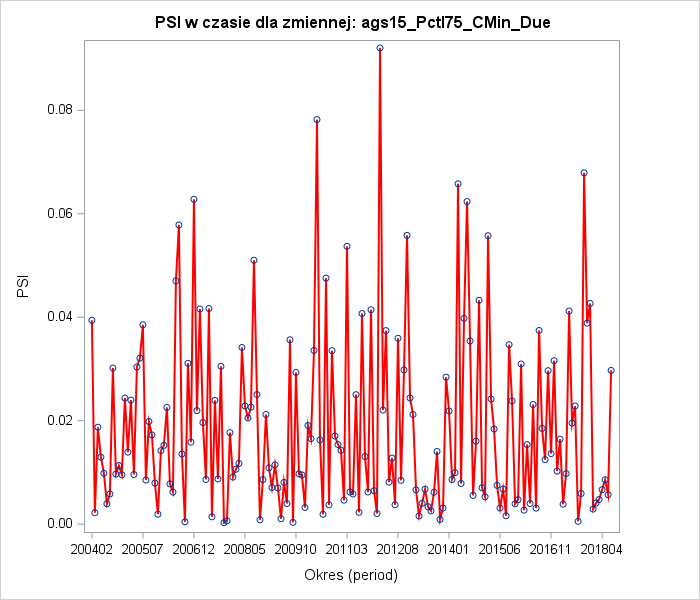 PSI w czasie dla zmiennej: ags15_Pctl75_CMin_Due
0.08
0.06
0.04
0.02
0.00
PSI
200402 200507 200612 200805 200910 201103 201208 201401 201506 201611 201804
Okres (period)